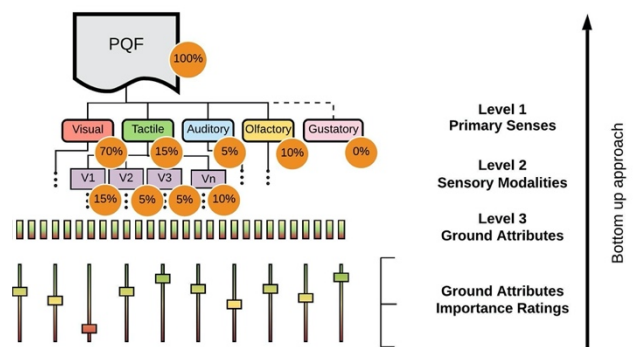 PQF
100%
Visual
Tactile
Auditory
Olfactory
Gustatory
70%
15%
5%
10%
0%
V1
V2
V3
Vn
15%
5%
5%
10%
Level 1
Primary Senses
Level 2
Sensory Modalities
Level 3
Ground Attributes
Ground Attributes
Importance Ratings
Bottom up approach